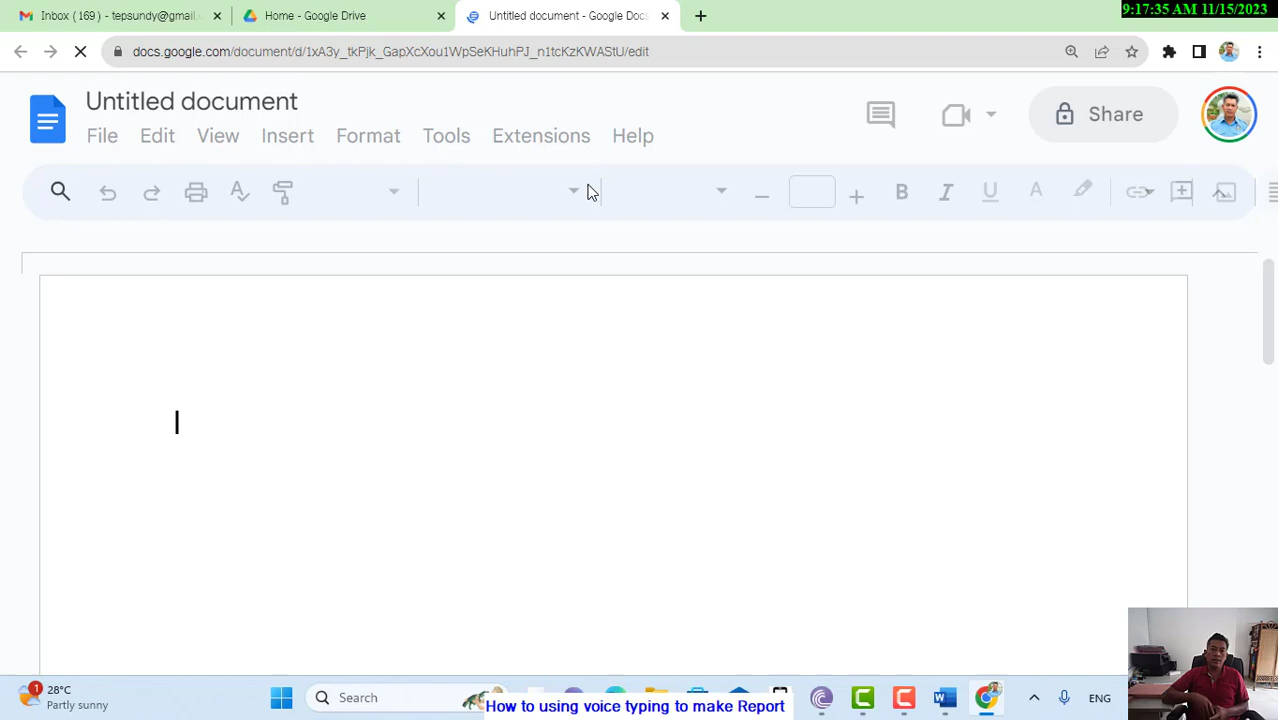 Inbox (169) - tepsundy@gmail.
Home - Google Drive
Untitled document - Google Docs
9:17:35 AM 11/15/2023
docs.google.com/document/d/1xA3y_tkPjk_GapXcXou1WpSeKHuhPJ_n1tcKzKWAStU/edit
Untitled document
File Edit View Insert Format Tools Extensions Help
Share
B I U A
1
28°C
Partly sunny
Search
ENG
How to using voice typing to make Report